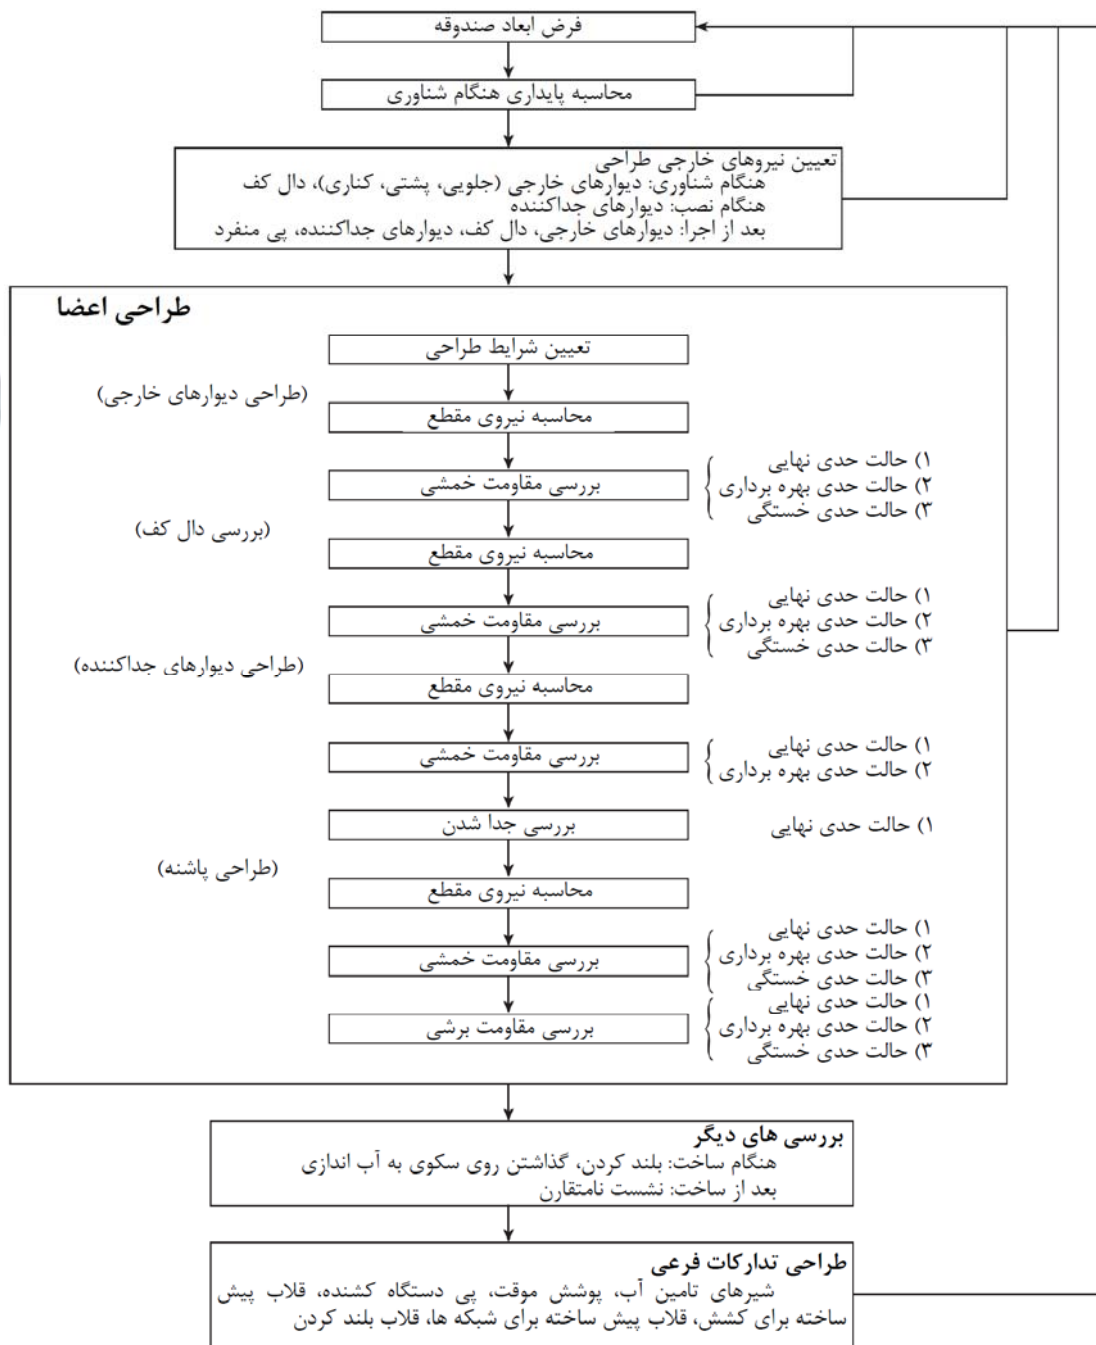 فرض ابعاد صندوقه
محاسبه پایداری هنگام شناوری
تعیین نیروهای خارجی طراحی
هنگام شناوری: دیوارهای خارجی (جلویی، پشتی، کناری)، دال کف
هنگام نصب: دیوارهای جداکننده
بعد از اجرا: دیوارهای خارجی، دال کف، دیوارهای جداکننده، پی منفرد
طراحی اعضا
تعیین شرایط طراحی
(طراحی دیوارهای خارجی)
محاسبه نیروی مقطع
۱) حالت حدی نهایی
بررسی مقاومت خمشی
۲) حالت حدی بهره برداری
۳) حالت حدی خستگی
(بررسی دال کف)
محاسبه نیروی مقطع
۱) حالت حدی نهایی
بررسی مقاومت خمشی
۲) حالت حدی بهره برداری
۳) حالت حدی خستگی
(طراحی دیوارهای جداکننده)
محاسبه نیروی مقطع
۱) حالت حدی نهایی
بررسی مقاومت خمشی
۲) حالت حدی بهره برداری
بررسی جدا شدن
۱) حالت حدی نهایی
(طراحی پاشنه)
محاسبه نیروی مقطع
۱) حالت حدی نهایی
بررسی مقاومت خمشی
۲) حالت حدی بهره برداری
۳) حالت حدی خستگی
۱) حالت حدی نهایی
بررسی مقاومت برشی
۲) حالت حدی بهره برداری
۳) حالت حدی خستگی
بررسی های دیگر
هنگام ساخت: بلند کردن، گذاشتن روی سکوی به آب اندازی
بعد از ساخت: نشست نامتقارن
طراحی تدارکات فرعی
شیرهای تامین آب، پوشش موقت، پی دستگاه کشنده، قلاب پیش
ساخته برای کشش، قلاب پیش ساخته برای شبکه ها، قلاب بلند کردن